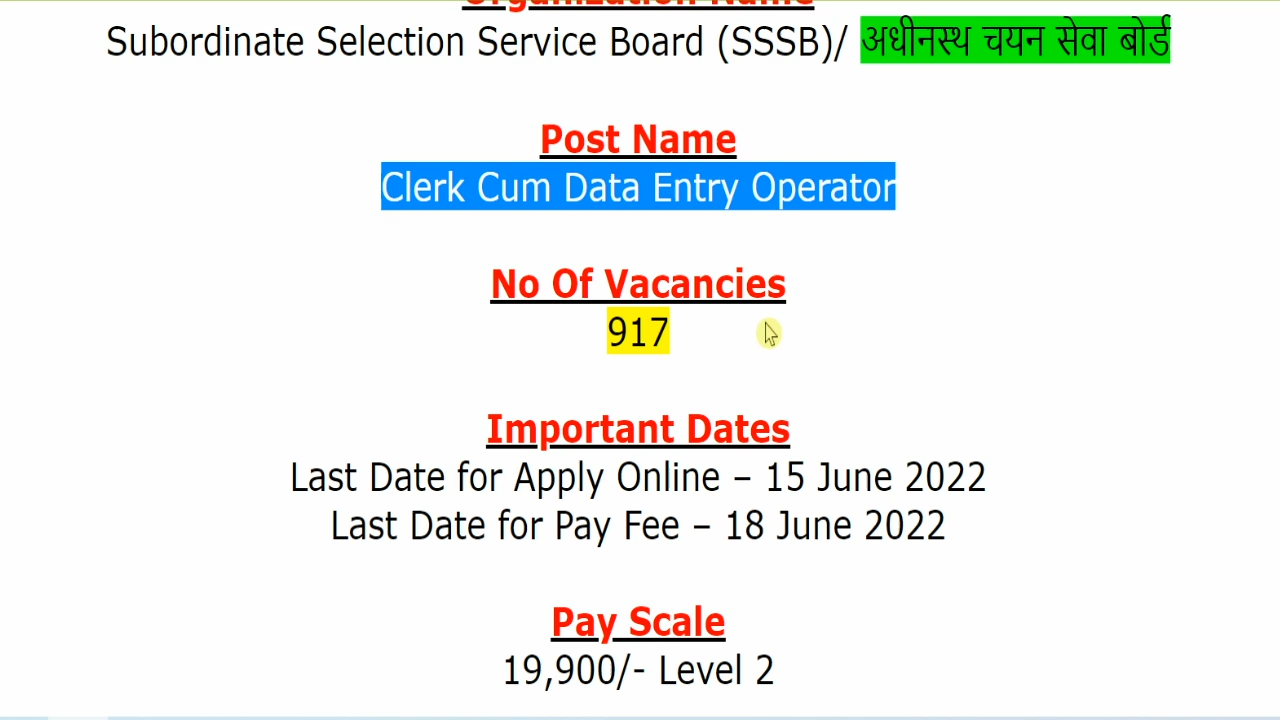 Organization Name
Subordinate Selection Service Board (SSSB)/ अधीनस्थ चयन सेवा बोर्ड
Post Name
Clerk Cum Data Entry Operator
No Of Vacancies
917
Important Dates
Last Date for Apply Online – 15 June 2022
Last Date for Pay Fee – 18 June 2022
Pay Scale
19,900/- Level 2